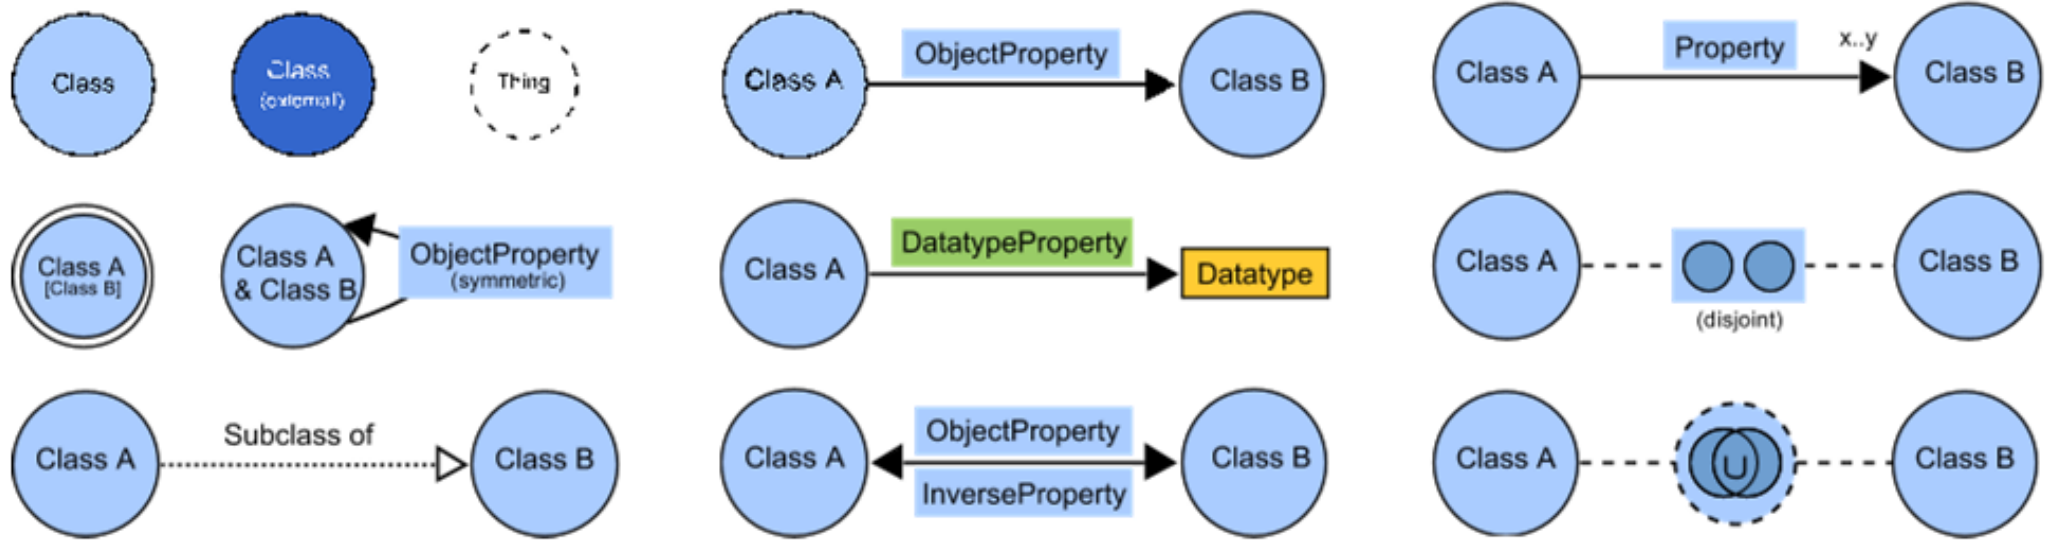 Class
Class
(external)
Thing
Class A
ObjectProperty
Class B
Class A
Property
x..y
Class B
Class A
[Class B]
Class A
& Class B
ObjectProperty
(symmetric)
Class A
DatatypeProperty
Datatype
Class A
(disjoint)
Class B
Class A
Subclass of
Class B
Class A
ObjectProperty
InverseProperty
Class B
Class A
U
Class B